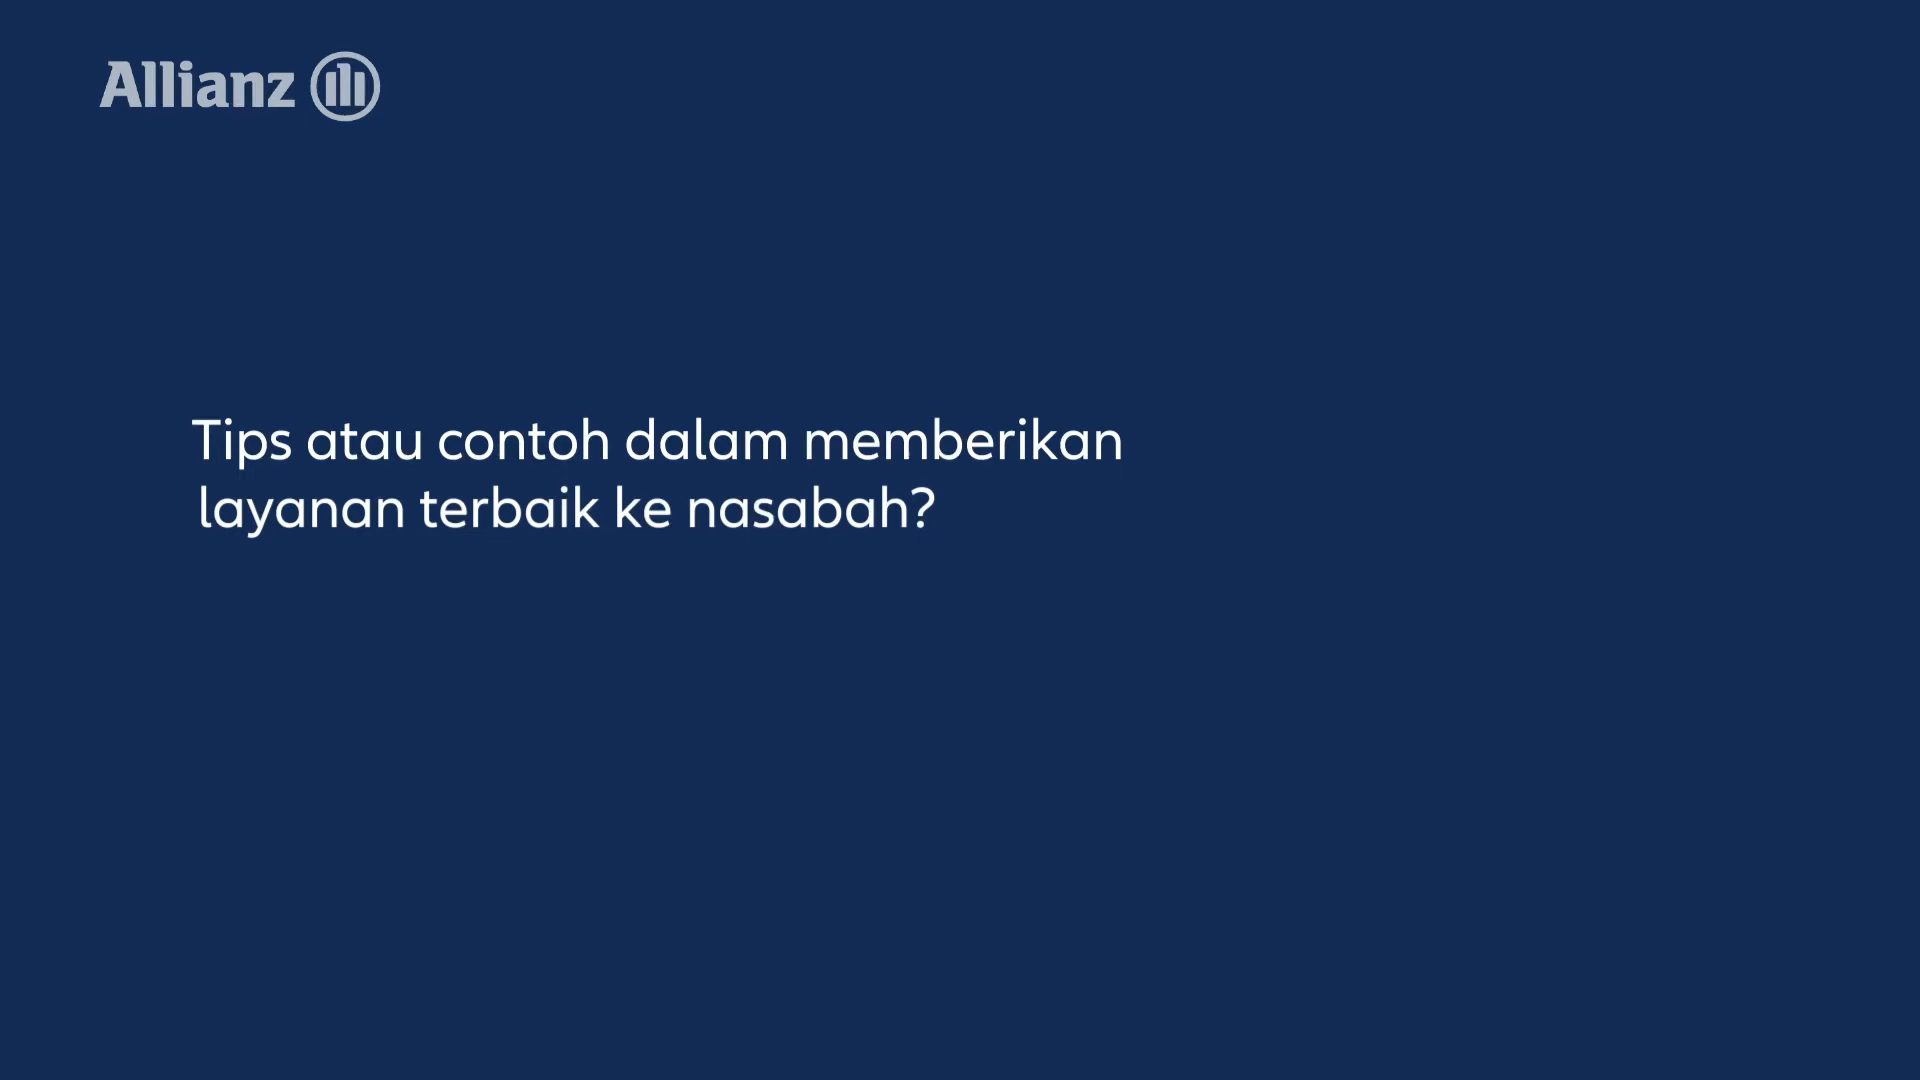 Allianz
Tips atau contoh dalam memberikan
layanan terbaik ke nasabah?